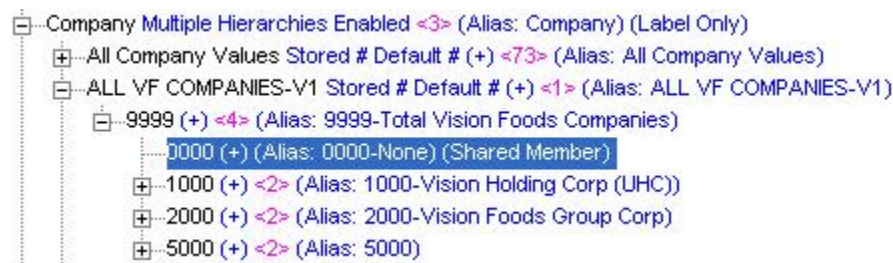 Company Multiple Hierarchies Enabled <3> (Alias: Company) (Label Only)
All Company Values Stored # Default # (+) <73> (Alias: All Company Values)
ALL VF COMPANIES-V1 Stored # Default # (+) <1> (Alias: ALL VF COMPANIES-V1)
9999 (+) <4> (Alias: 9999-Total Vision Foods Companies)
0000 (+) (Alias: 0000-None) (Shared Member)
1000 (+) <2> (Alias: 1000-Vision Holding Corp (UHC))
2000 (+) <2> (Alias: 2000-Vision Foods Group Corp)
5000 (+) <2> (Alias: 5000)